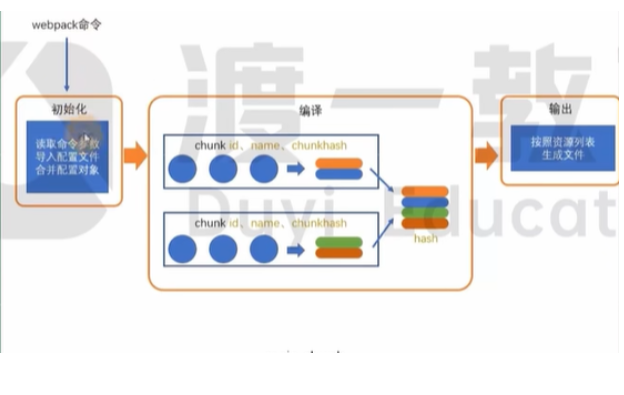 webpack命令
初始化
读取命令参数
导入配置文件
合并配置对象
编译
chunk id、name、chunkhash
chunk id、name、chunkhash
hash
输出
按照资源列表
生成文件
渡一教
Duyi Educat